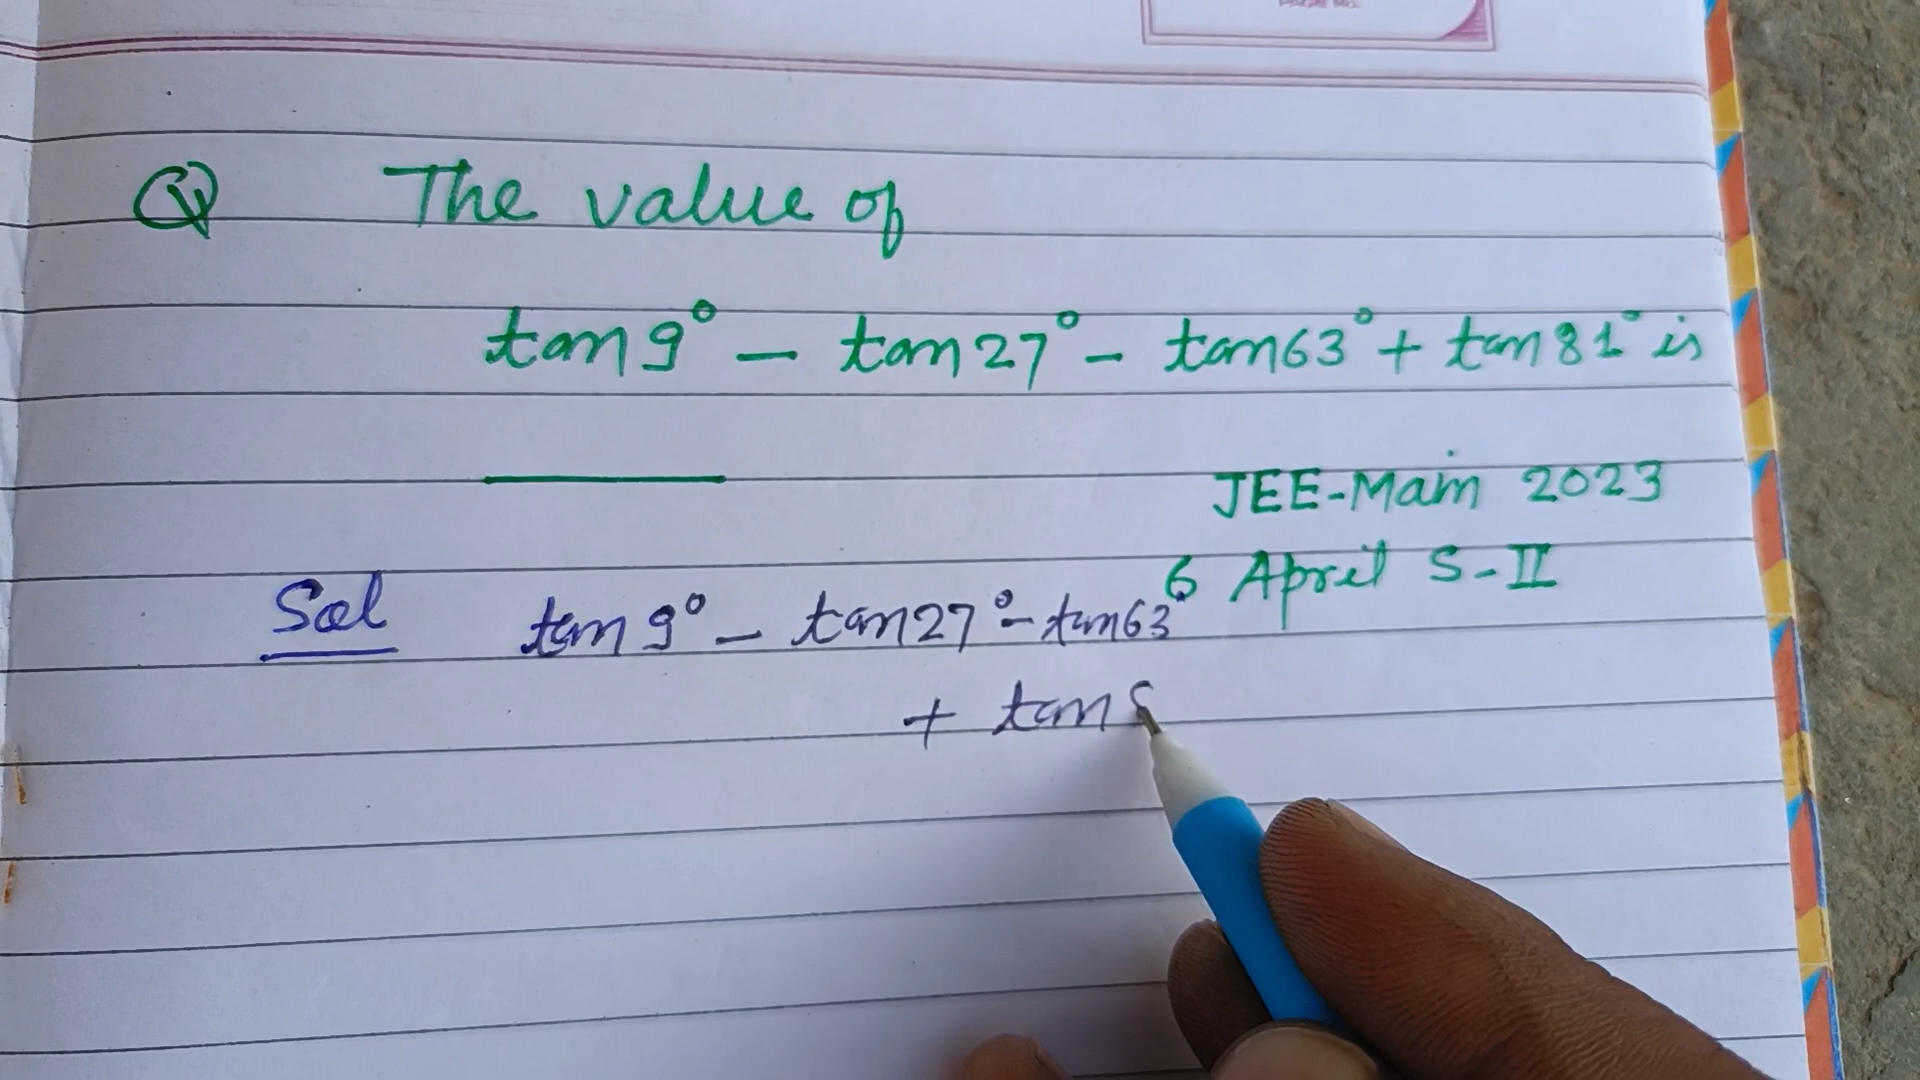 Q The value of
tan 9° - tan 27° - tan 63° + tan 81° is
JEE-Main 2023
6 April S-II
Sol tan 9° - tan 27° - tan 63°
+ tan